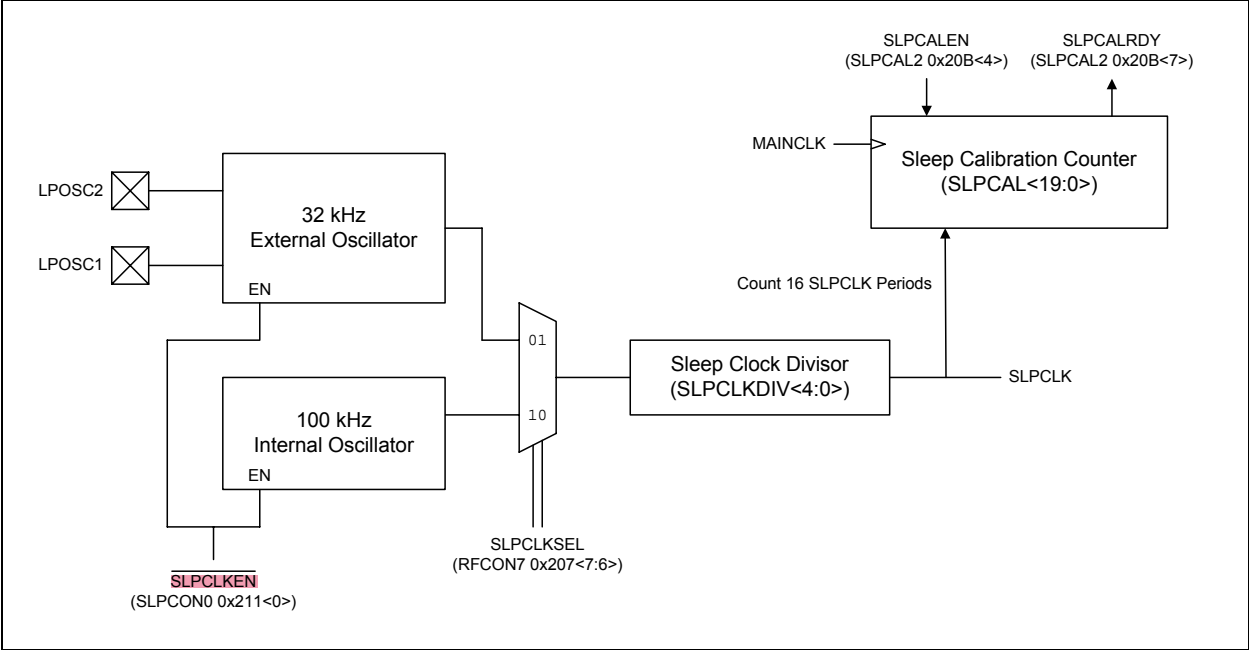 SLPCALEN
(SLPCAL2 0x20B<4>)
SLPCALRDY
(SLPCAL2 0x20B<7>)
MAINCLK
Sleep Calibration Counter
(SLPCAL<19:0>)
LPOSC2
32 kHz
External Oscillator
LPOSC1
EN
Count 16 SLPCLK Periods
01
Sleep Clock Divisor
(SLPCLKDIV<4:0>)
SLPCLK
100 kHz
Internal Oscillator
10
EN
SLPCLKSEL
(RFCON7 0x207<7:6>)
SLPCLKEN
(SLPCON0 0x211<0>)